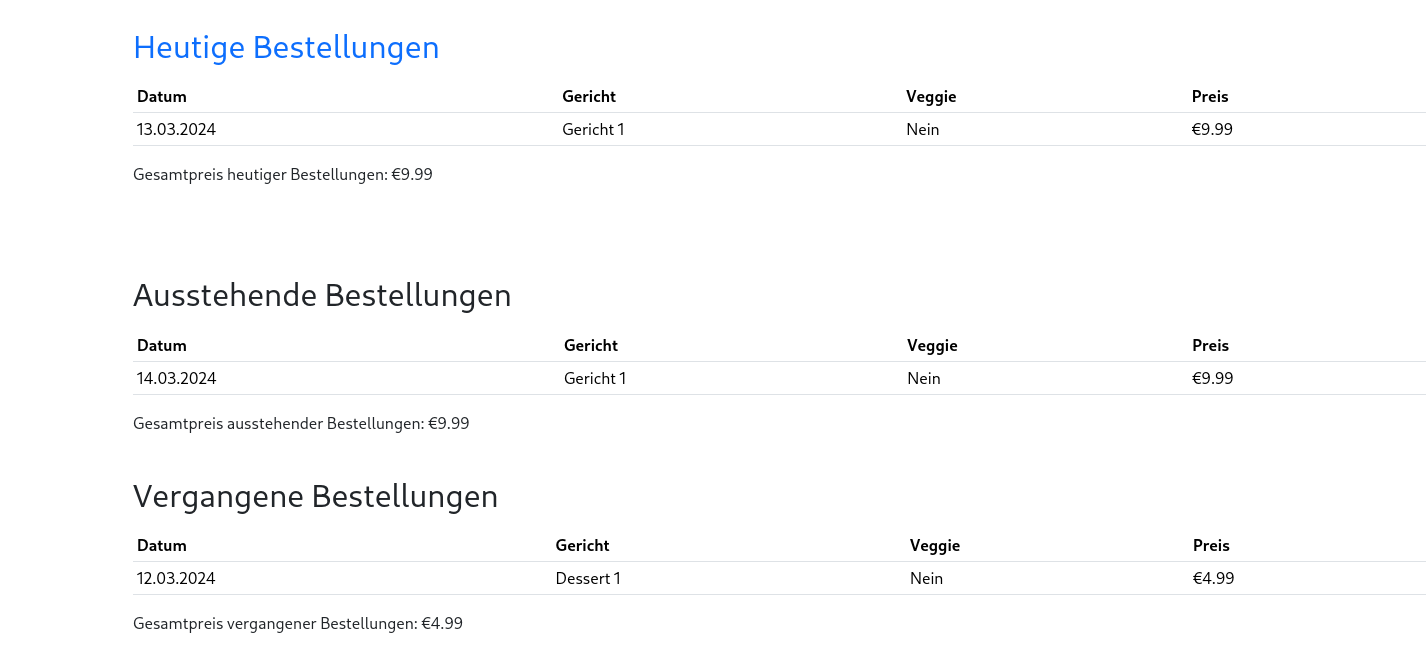 Heutige Bestellungen
Datum Gericht Veggie Preis
13.03.2024 Gericht 1 Nein €9.99
Gesamtpreis heutiger Bestellungen: €9.99
Ausstehende Bestellungen
Datum Gericht Veggie Preis
14.03.2024 Gericht 1 Nein €9.99
Gesamtpreis ausstehender Bestellungen: €9.99
Vergangene Bestellungen
Datum Gericht Veggie Preis
12.03.2024 Dessert 1 Nein €4.99
Gesamtpreis vergangener Bestellungen: €4.99